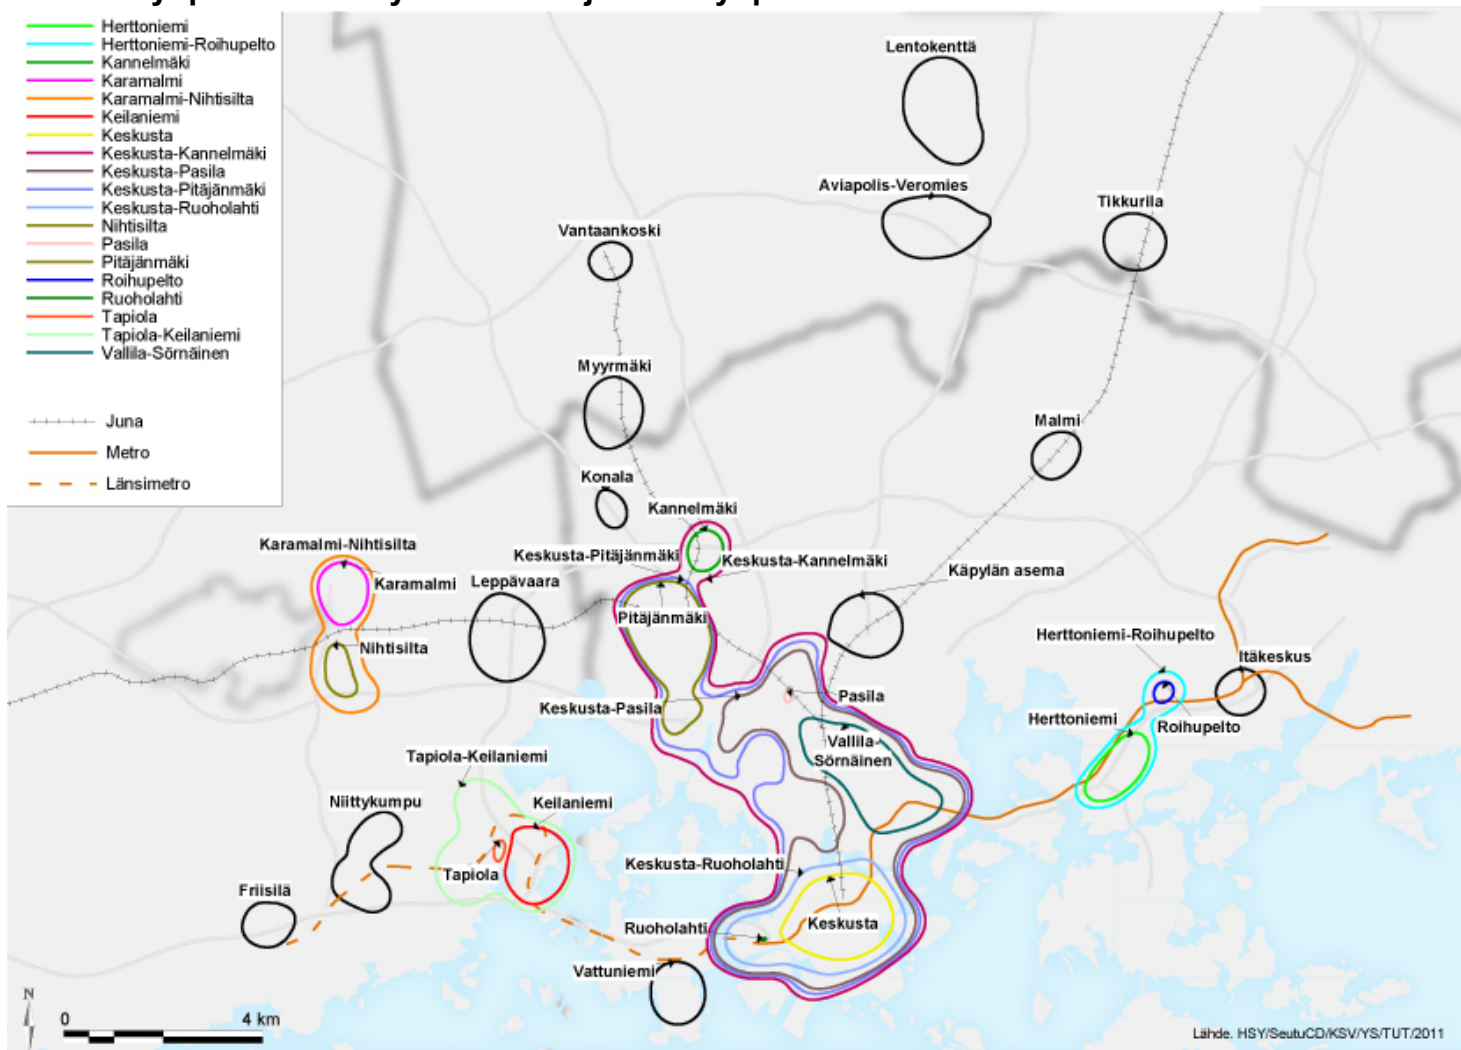 Herttoniemi
Herttoniemi-Roihupelto
Kannelmäki
Karamalmi
Karamalmi-Nihtisilta
Keilaniemi
Keskusta
Keskusta-Kannelmäki
Keskusta-Pasila
Keskusta-Pitäjänmäki
Keskusta-Ruoholahti
Nihtisilta
Pasila
Pitäjänmäki
Roihupelto
Ruoholahti
Tapiola
Tapiola-Keilaniemi
Vallila-Sörnäinen
Juna
Metro
Länsimetro
Lentokenttä
Aviapolis-Veromies
Tikkurila
Vantaankoski
Myyrmäki
Malmi
Konala
Kannelmäki
Karamalmi-Nihtisilta
Keskusta-Pitäjänmäki
Keskusta-Kannelmäki
Karamalmi
Leppävaara
Käpylän asema
Pitäjänmäki
Nihtisilta
Herttoniemi-Roihupelto
Itäkeskus
Keskusta-Pasila
Pasila
Herttoniemi
Roihupelto
Vallila-
Sörnäinen
Tapiola-Keilaniemi
Niittykumpu
Keilaniemi
Keskusta-Ruoholahti
Tapiola
Friisilä
Keskusta
Ruoholahti
Vattuniemi
N
0 4 km
Lähde. HSY/SeutuCD/KSV/YS/TUT/2011